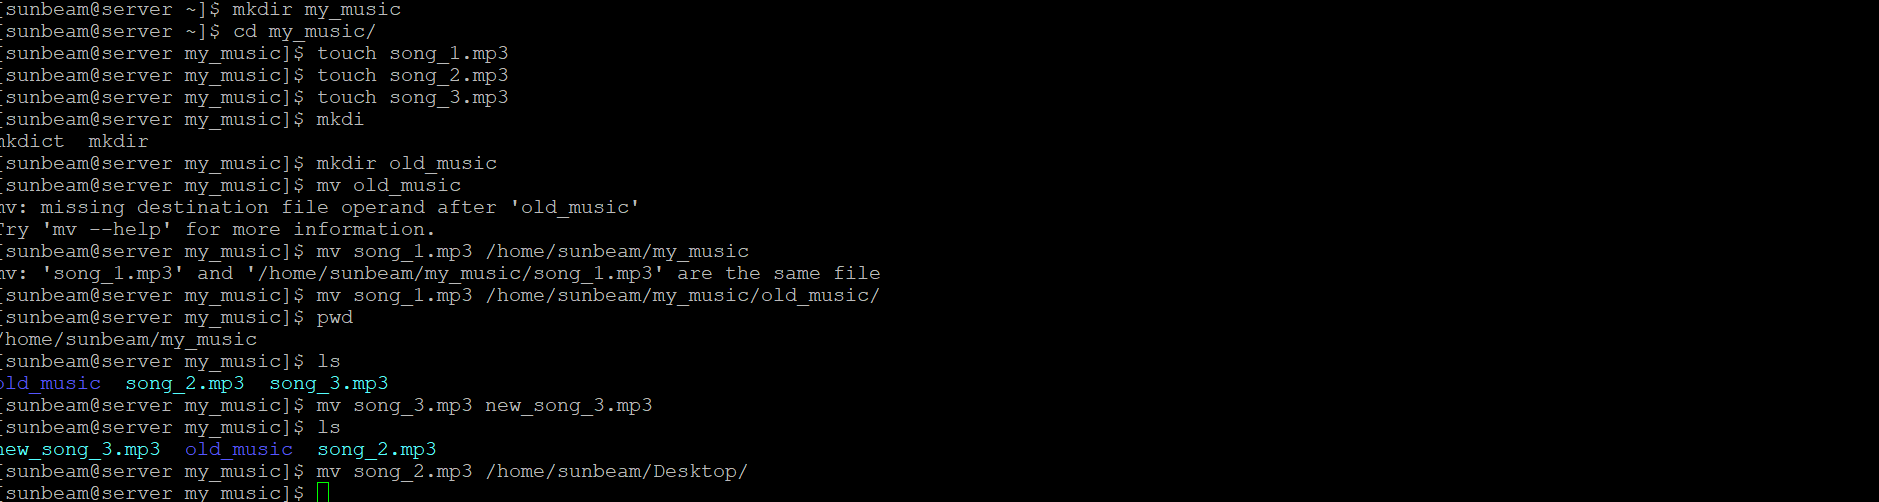 [sunbeam@server ~]$ mkdir my_music
[sunbeam@server ~]$ cd my_music/
[sunbeam@server my_music]$ touch song_1.mp3
[sunbeam@server my_music]$ touch song_2.mp3
[sunbeam@server my_music]$ touch song_3.mp3
[sunbeam@server my_music]$ mkdi
mkdict  mkdir
[sunbeam@server my_music]$ mkdir old_music
[sunbeam@server my_music]$ mv old_music
mv: missing destination file operand after 'old_music'
Try 'mv --help' for more information.
[sunbeam@server my_music]$ mv song_1.mp3 /home/sunbeam/my_music
mv: 'song_1.mp3' and '/home/sunbeam/my_music/song_1.mp3' are the same file
[sunbeam@server my_music]$ mv song_1.mp3 /home/sunbeam/my_music/old_music/
[sunbeam@server my_music]$ pwd
/home/sunbeam/my_music
[sunbeam@server my_music]$ ls
old_music  song_2.mp3  song_3.mp3
[sunbeam@server my_music]$ mv song_3.mp3 new_song_3.mp3
[sunbeam@server my_music]$ ls
new_song_3.mp3  old_music  song_2.mp3
[sunbeam@server my_music]$ mv song_2.mp3 /home/sunbeam/Desktop/
[sunbeam@server my_music]$